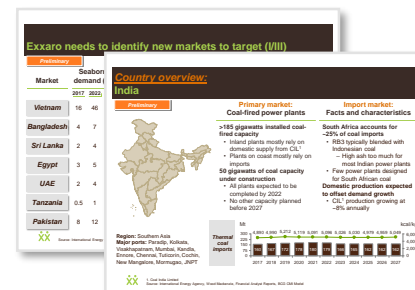 Exxaro needs to identify new markets to target (I/III)
Preliminary
Market
Seabor
demand (
2017 2022
Vietnam 16 46
Bangladesh 4 7
Sri Lanka 2 4
Egypt 3 5
UAE 2 4
Tanzania 0.5 1
Pakistan 8 12
Source: International Energy
Country overview:
India
Preliminary
Region: Southern Asia
Major ports: Paradip, Kolkata,
Visakhapatnam, Mumbai, Kandla,
Ennore, Chennai, Tuticorin, Cochin,
New Mangalore, Mormugao, JNPT
Primary market:
Coal-fired power plants
>185 gigawatts installed coal-
fired capacity
• Inland plants mostly rely on
domestic supply from CIL¹
• Plants on coast mostly rely on
imports
50 gigawatts of coal capacity
under construction
• All plants expected to be
completed by 2022
• No other capacity planned
before 2027
Import market:
Facts and characteristics
South Africa accounts for
~25% of coal imports
• RB3 typically blended with
Indonesian coal
– High ash too much for
most Indian power plants
• Few power plants designed
for South African coal
Domestic production expected
to offset demand growth
• CIL¹ production growing at
~8% annually
Thermal
coal
imports
Mt
kcal/kg
2017 2018 2019 2020 2021 2022 2023 2024 2025 2026 2027
1. Coal India Limited